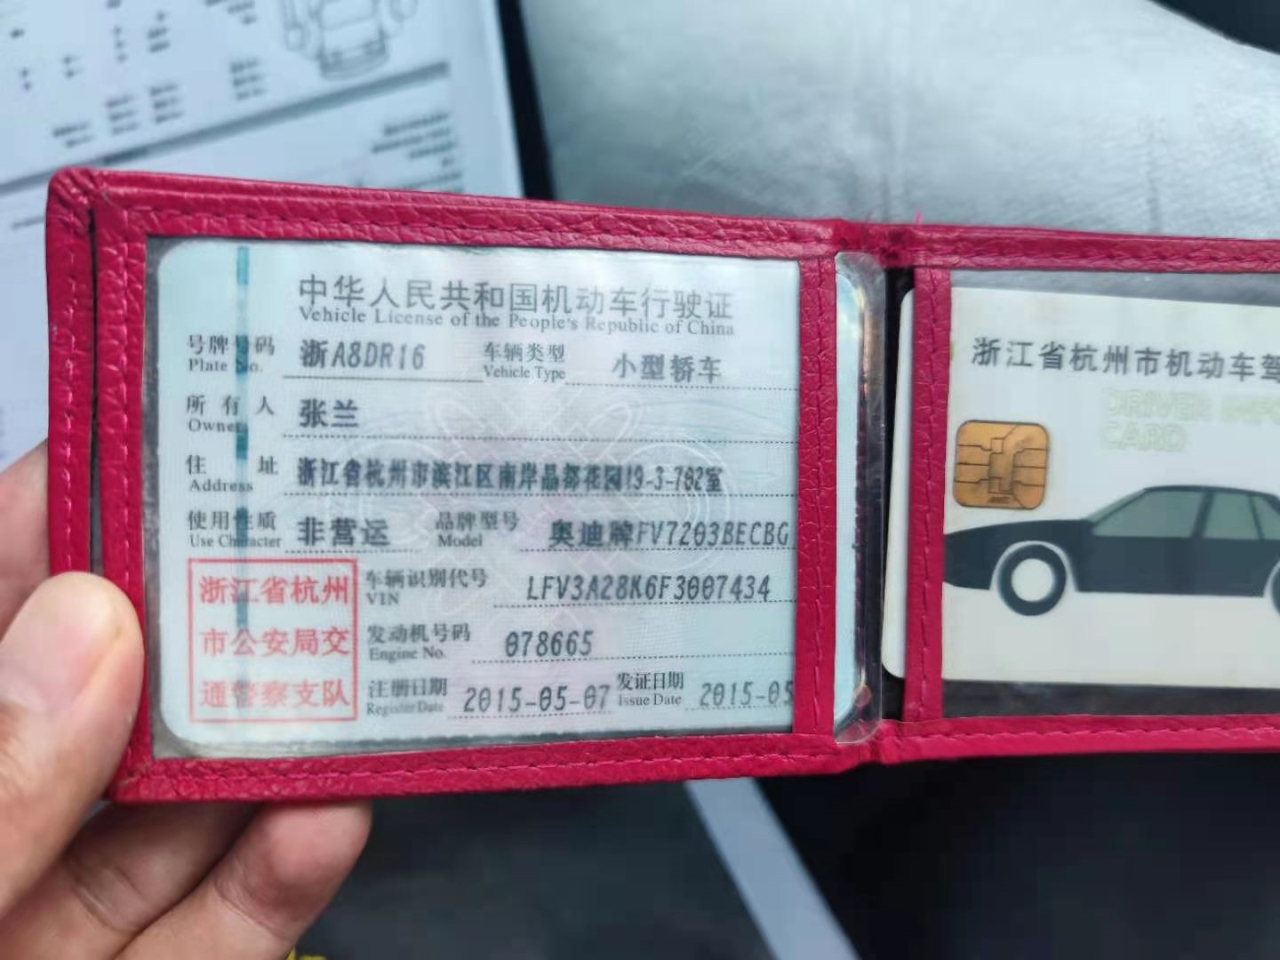 中华人民共和国机动车行驶证
Vehicle License of the People's Republic of China
号牌号码 浙A8DR16 车辆类型 小型轿车
Plate No. Vehicle Type
所有人 张兰
Owner
住址 浙江省杭州市滨江区南岸晶都花园19-3-702室
Address
使用性质 非营运 品牌型号 奥迪牌FV7203BECBG
Use Character Model
浙江省杭州
市公安局交
通警察支队
车辆识别代号 LFV3A28K6F3007434
VIN
发动机号码 078665
Engine No.
注册日期 2015-05-07 发证日期 2015-05
Register Date Issue Date
浙江省杭州市机动车驾
DRIVER INFO
CARD